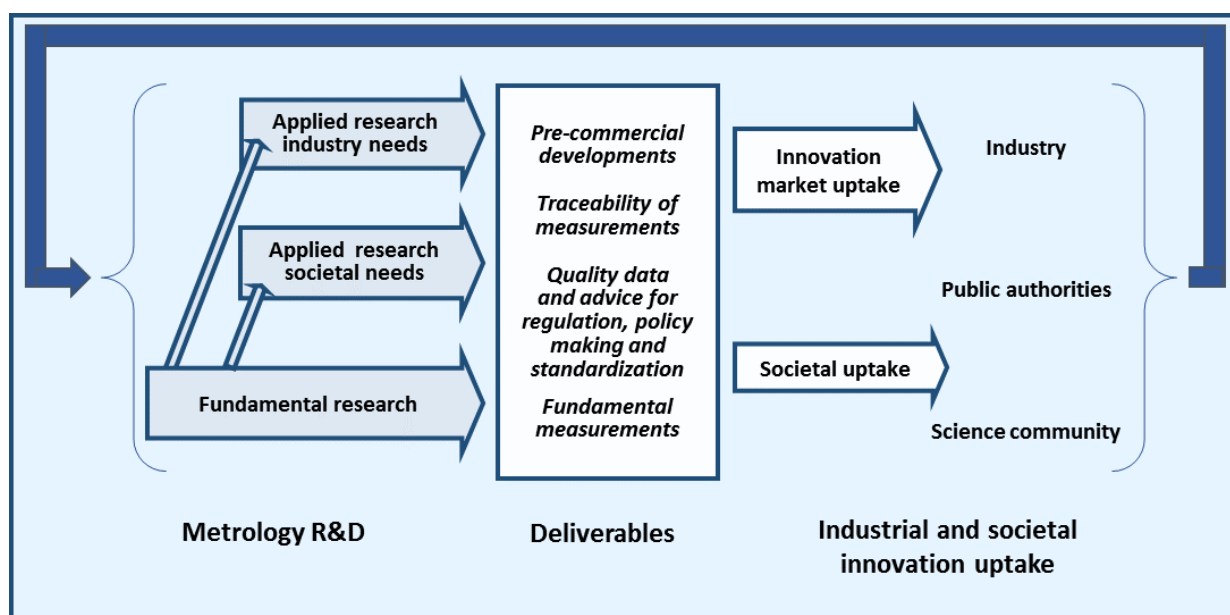 Applied research
industry needs
Applied research
societal needs
Fundamental research
Pre-commercial
developments
Traceability of
measurements
Quality data
and advice for
regulation, policy
making and
standardization
Fundamental
measurements
Innovation
market uptake
Societal uptake
Industry
Public authorities
Science community
Metrology R&D
Deliverables
Industrial and societal
innovation uptake